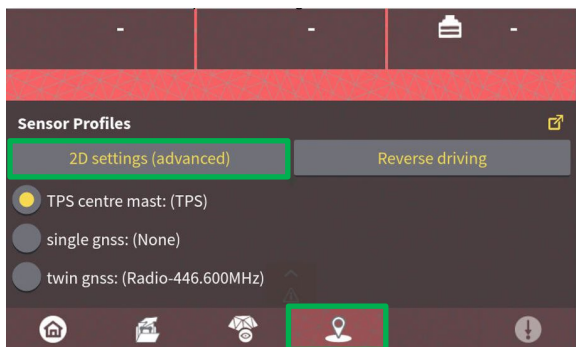 - - -
Sensor Profiles
2D settings (advanced) Reverse driving
TPS centre mast: (TPS)
single gnss: (None)
twin gnss: (Radio-446.600MHz)